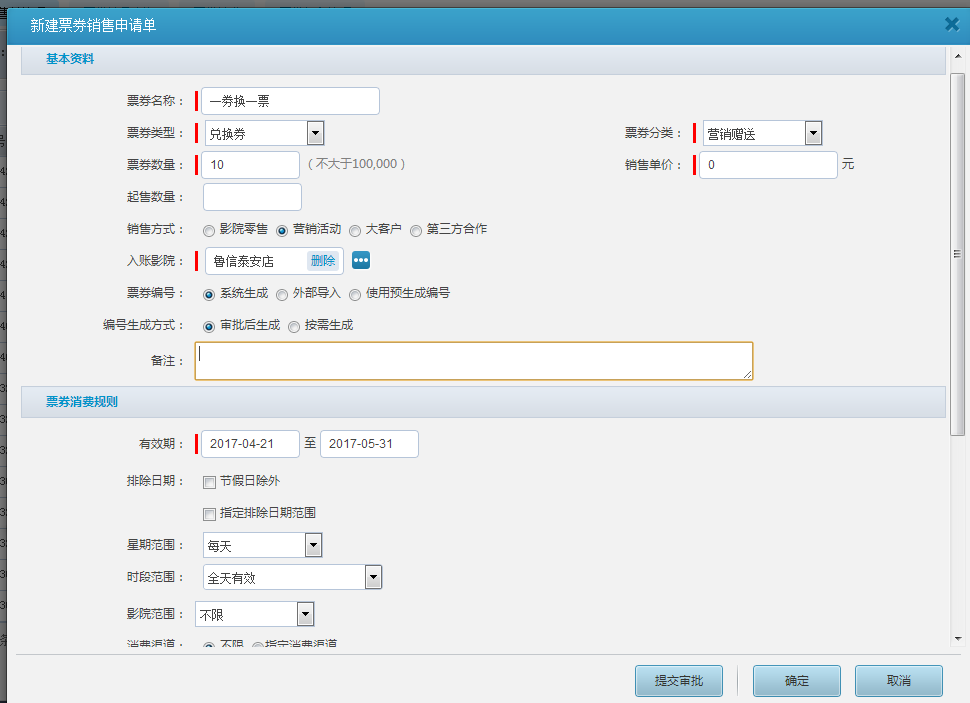 新建票券销售申请单
基本资料
票券名称： 一券换一票
票券类型： 兑换券 票券分类： 营销赠送
票券数量： 10 （不大于100,000 ） 销售单价： 0 元
起售数量：
销售方式： 影院零售 营销活动 大客户 第三方合作
入账影院： 鲁信泰安店 删除
票券编号： 系统生成 外部导入 使用预生成编号
编号生成方式： 审批后生成 按需生成
备注：
票券消费规则
有效期： 2017-04-21 至 2017-05-31
排除日期： 节假日除外
指定排除日期范围
星期范围： 每天
时段范围： 全天有效
影院范围： 不限
消费渠道： 不限 指定消费渠道
提交审批 确定 取消